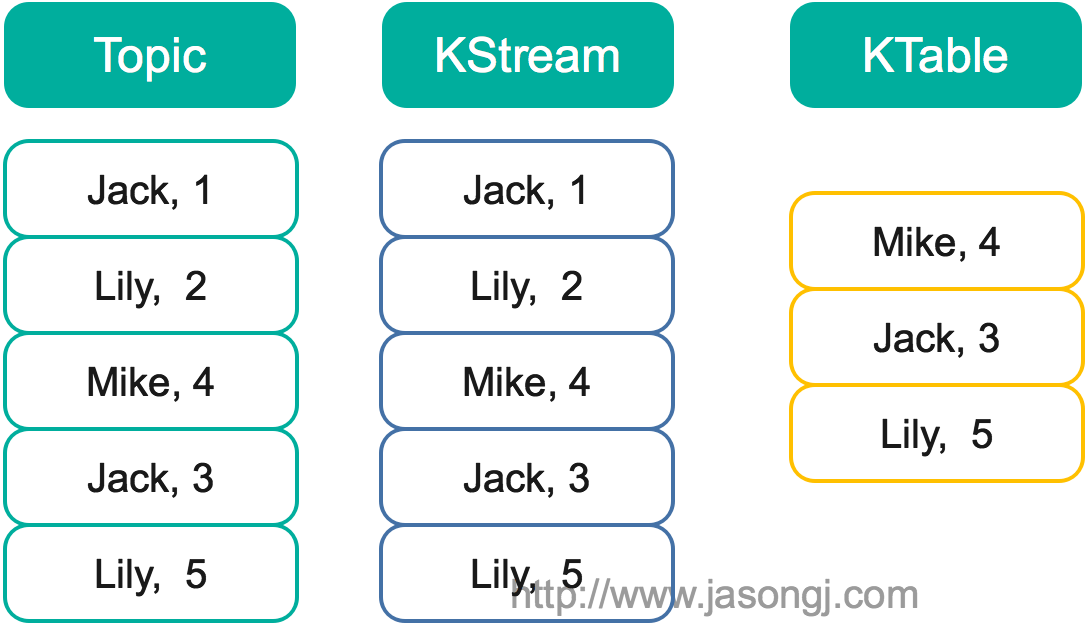 Topic
KStream
KTable
Jack, 1
Lily, 2
Mike, 4
Jack, 3
Lily, 5
Jack, 1
Lily, 2
Mike, 4
Jack, 3
Lily, 5
Mike, 4
Jack, 3
Lily, 5
http://www.jasongj.com